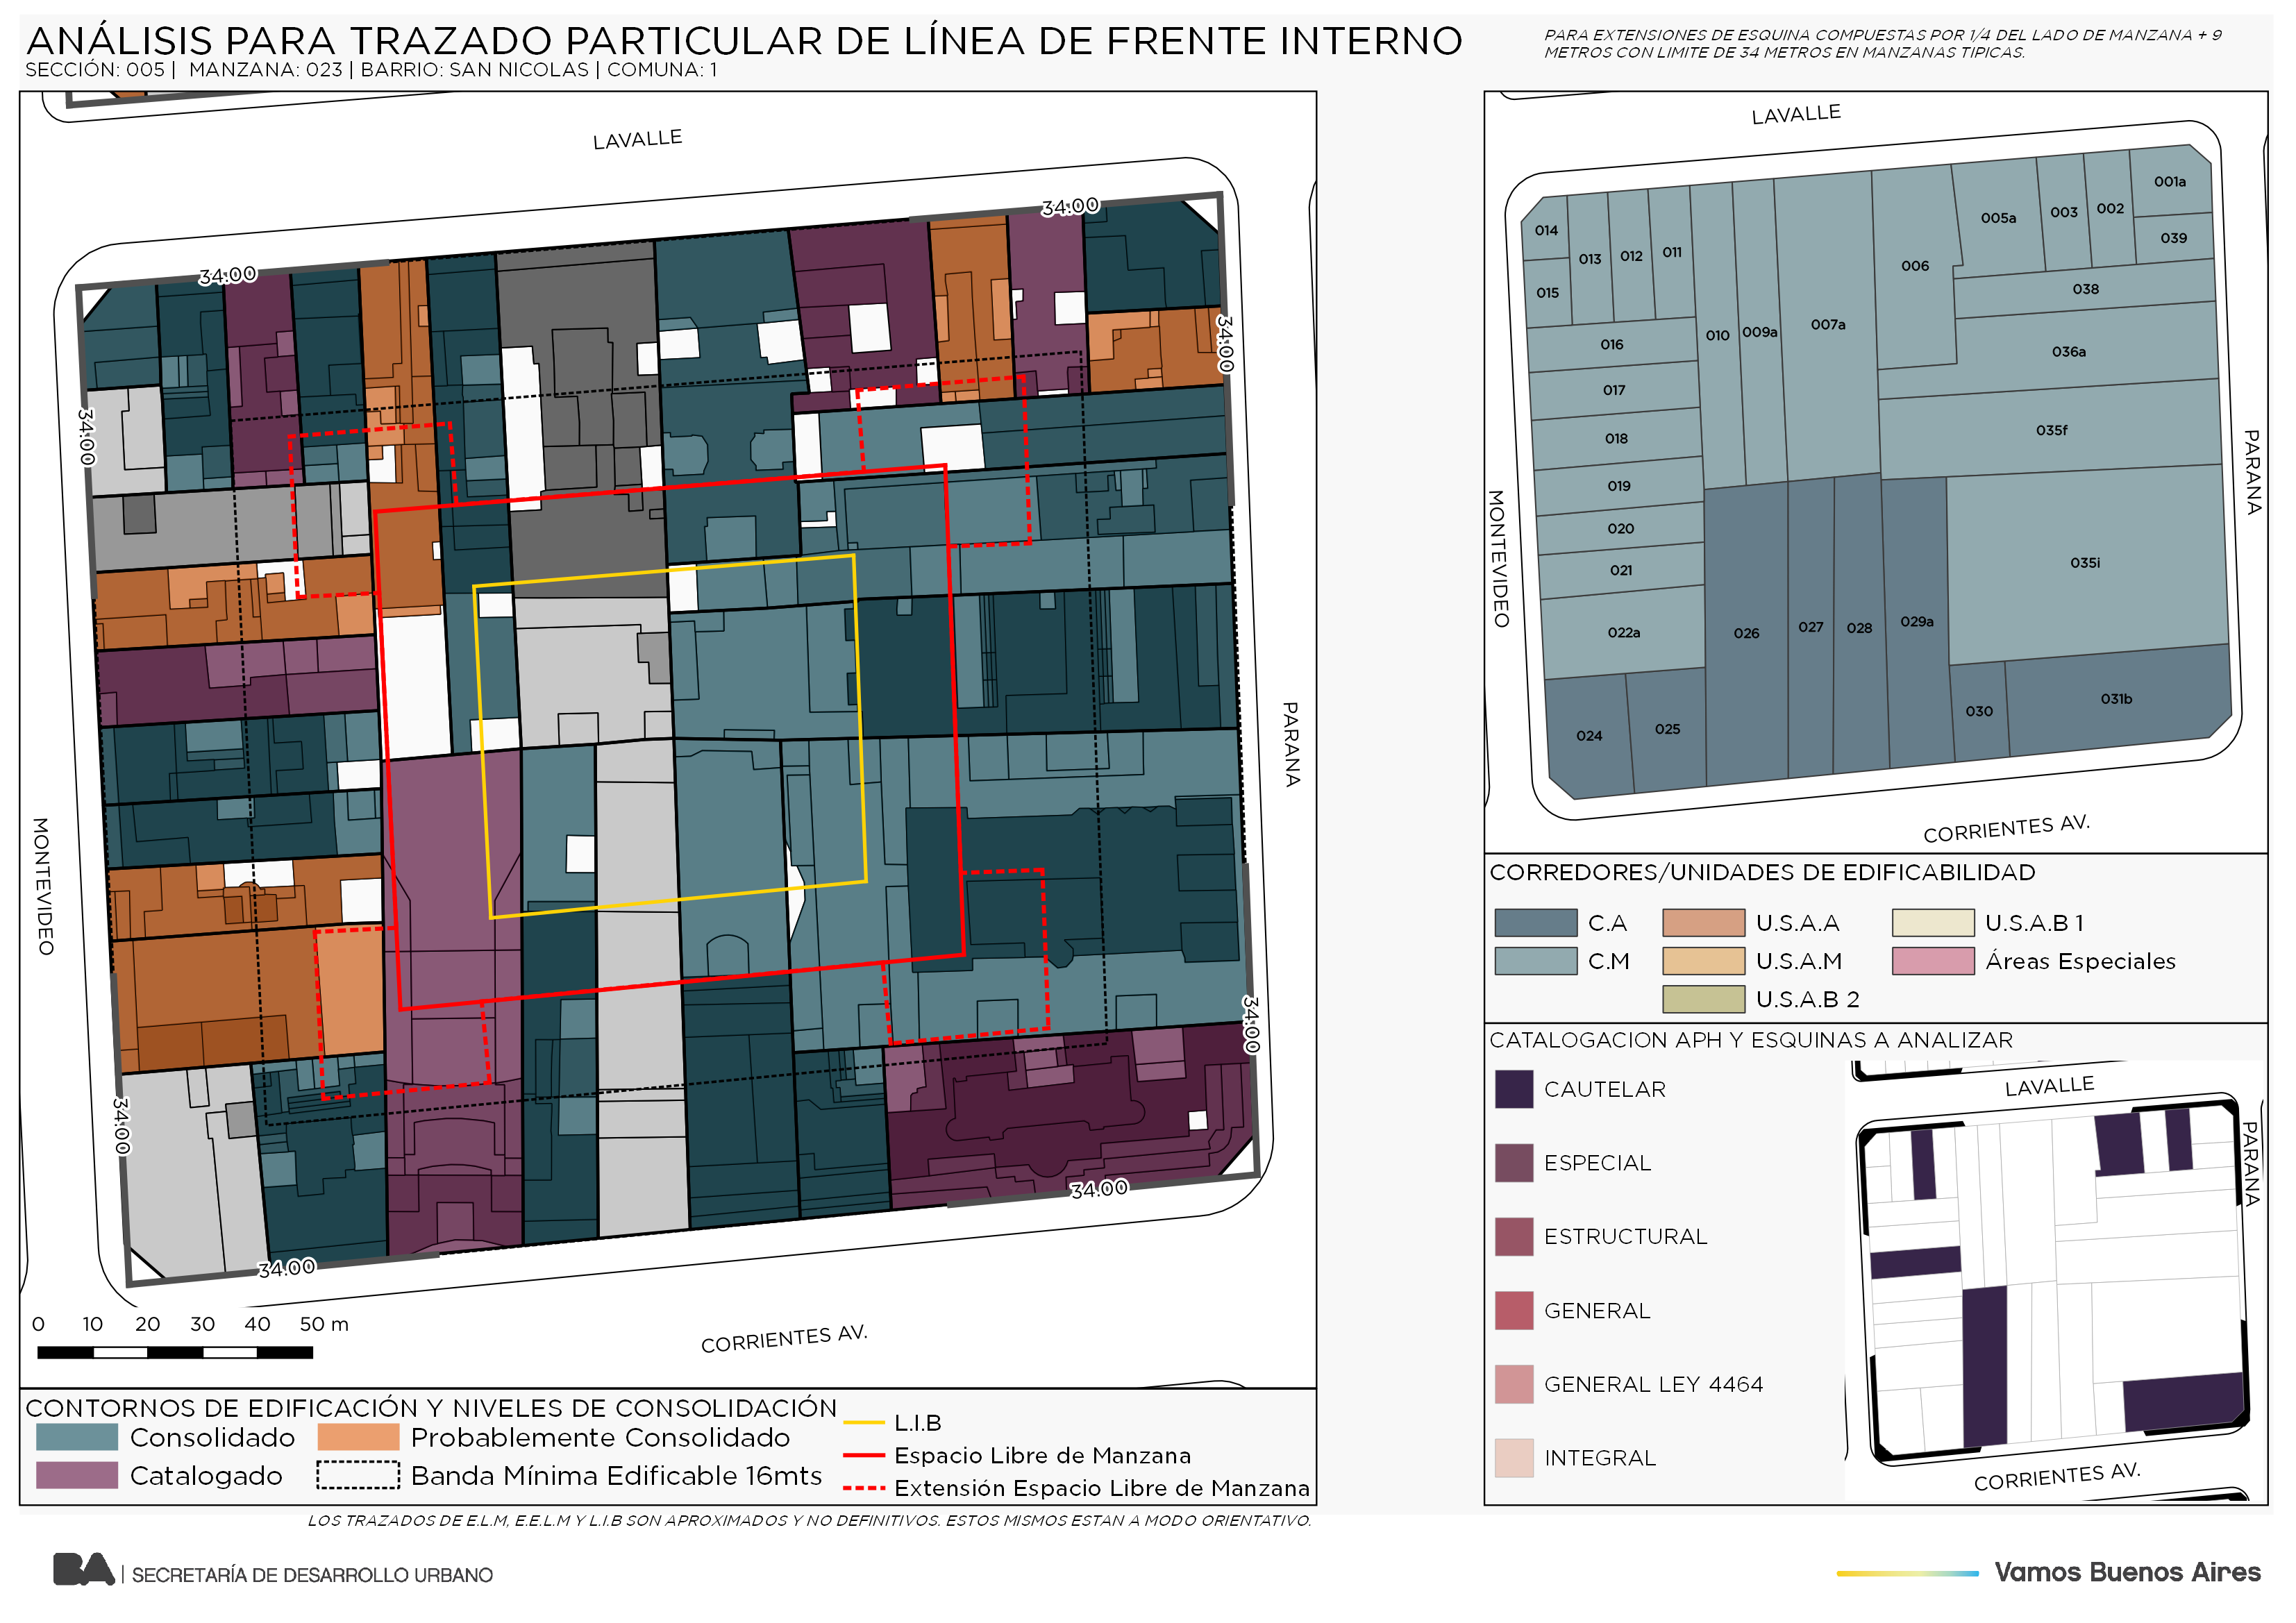 ANÁLISIS PARA TRAZADO PARTICULAR DE LÍNEA DE FRENTE INTERNO
SECCIÓN: 005 | MANZANA: 023 | BARRIO: SAN NICOLAS | COMUNA: 1
PARA EXTENSIONES DE ESQUINA COMPUESTAS POR 1/4 DEL LADO DE MANZANA + 9
METROS CON LIMITE DE 34 METROS EN MANZANAS TIPICAS.
LAVALLE
34.00
34.00
34.00
34.00
PARANA
MONTEVIDEO
34.00
34.00
34.00
34.00
CORRIENTES AV.
0 10 20 30 40 50 m
CONTORNOS DE EDIFICACIÓN Y NIVELES DE CONSOLIDACIÓN
Consolidado
Probablemente Consolidado
Catalogado
Banda Mínima Edificable 16mts
L.I.B
Espacio Libre de Manzana
Extensión Espacio Libre de Manzana
LAVALLE
001a
002
003
005a
014
013
012
011
039
006
038
015
010
009a
007a
016
036a
017
035f
018
019
020
021
035i
022a
026
027
028
029a
024
025
030
031b
MONTEVIDEO
PARANA
CORRIENTES AV.
CORREDORES/UNIDADES DE EDIFICABILIDAD
C.A
U.S.A.A
U.S.A.B 1
C.M
U.S.A.M
Áreas Especiales
U.S.A.B 2
CATALOGACION APH Y ESQUINAS A ANALIZAR
CAUTELAR
ESPECIAL
ESTRUCTURAL
GENERAL
GENERAL LEY 4464
INTEGRAL
LAVALLE
PARANA
CORRIENTES AV.
LOS TRAZADOS DE E.L.M, E.E.L.M Y L.I.B SON APROXIMADOS Y NO DEFINITIVOS. ESTOS MISMOS ESTAN A MODO ORIENTATIVO.
BA | SECRETARÍA DE DESARROLLO URBANO
Vamos Buenos Aires